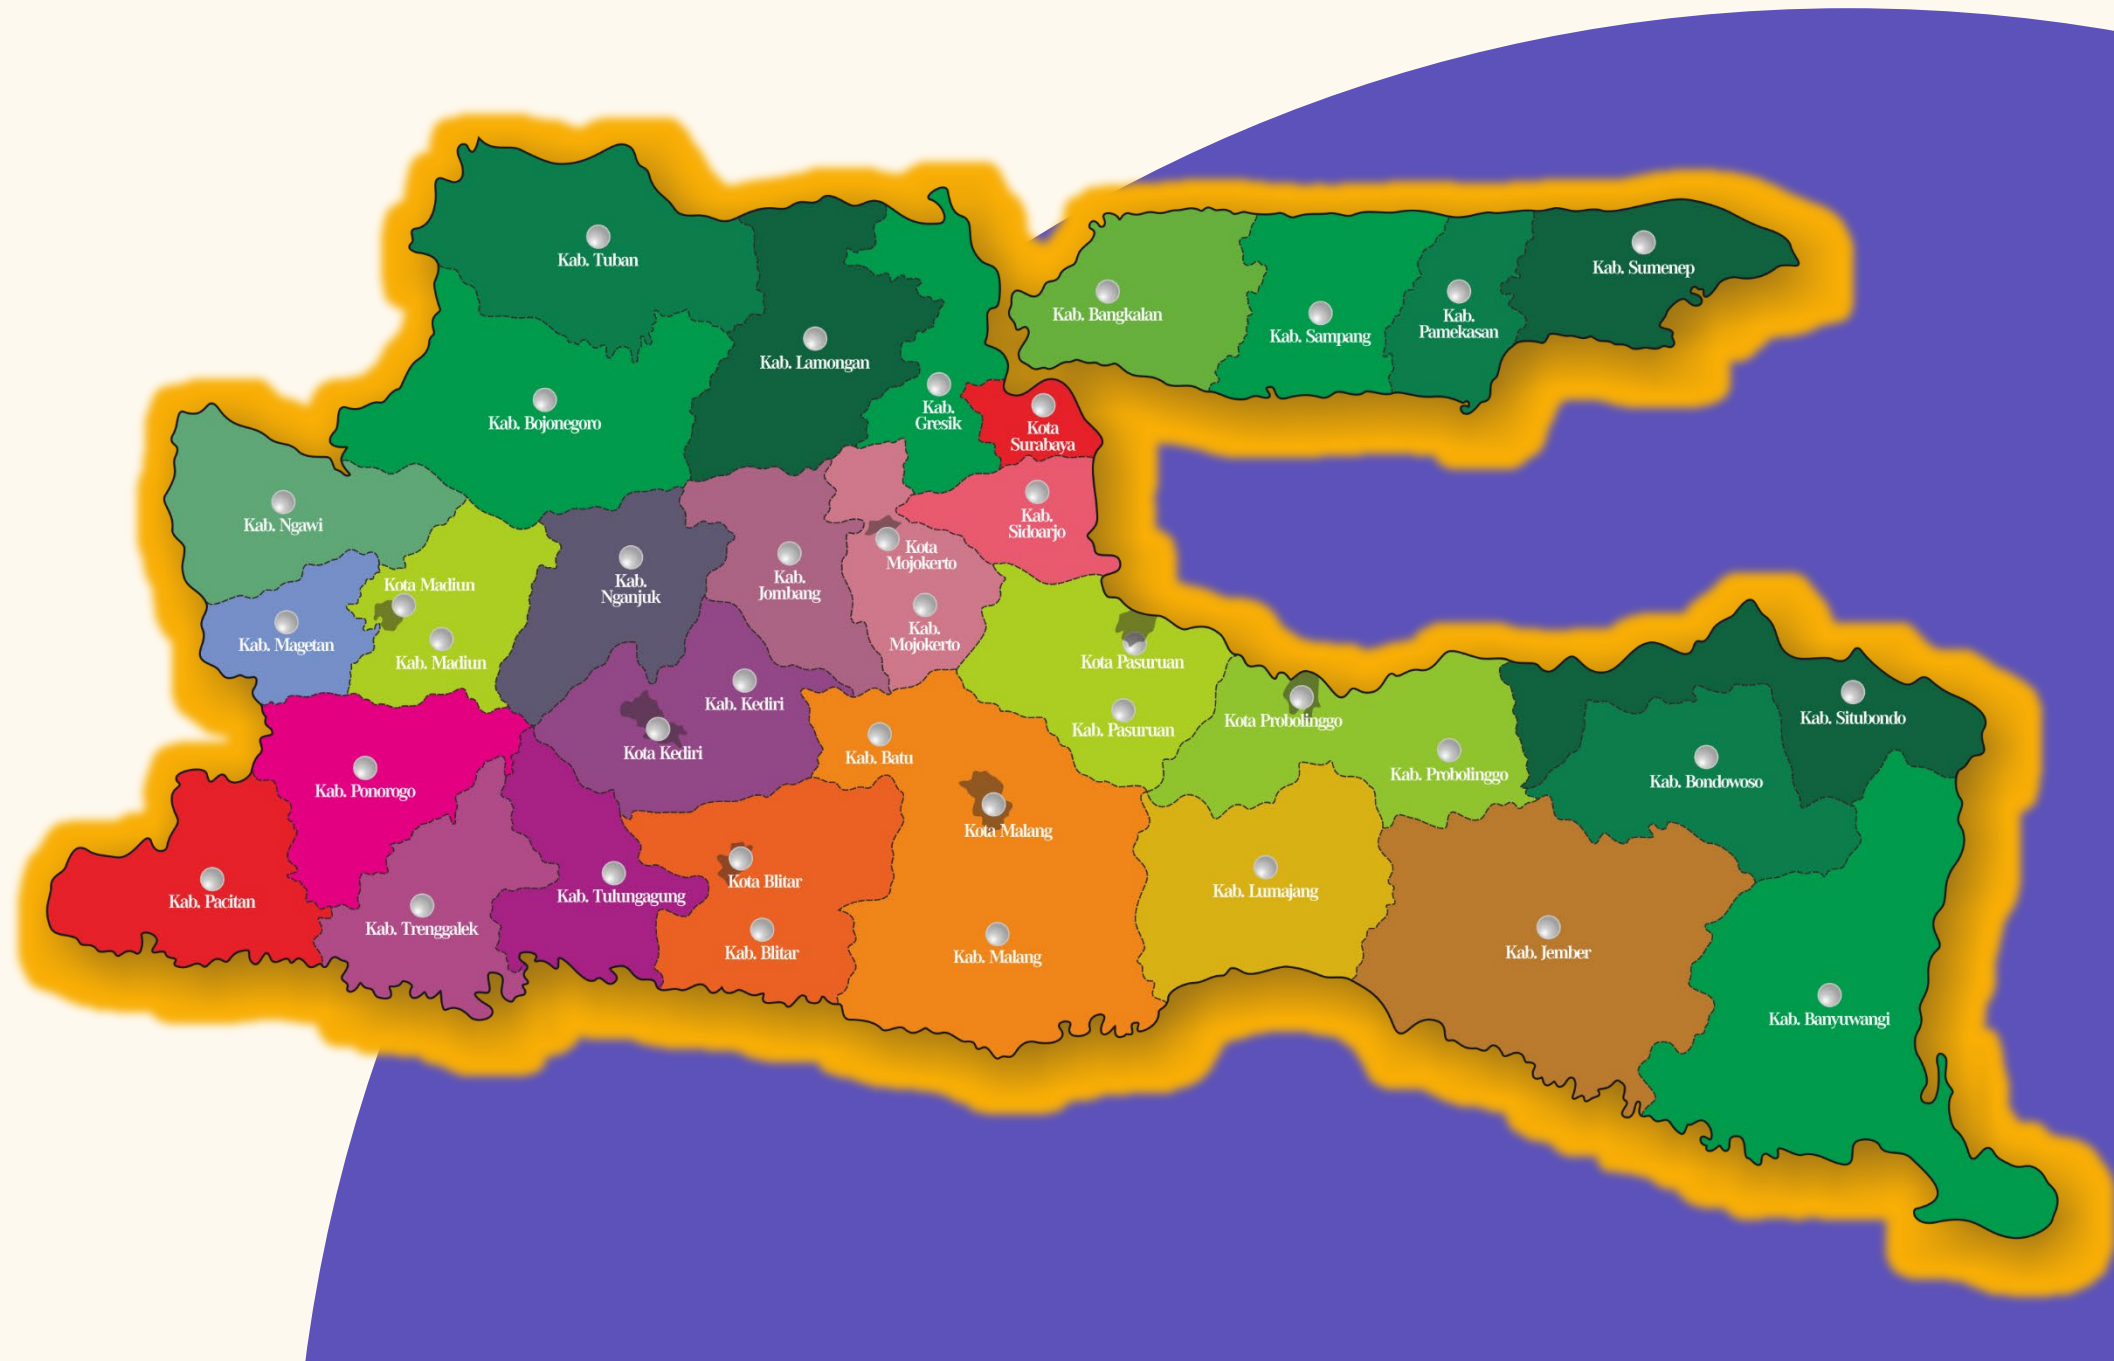 Kab. Tuban
Kab. Lamongan
Kab. Bojonegoro
Kab.
Gresik
Kota
Surabaya
Kab. Bangkalan
Kab. Sampang
Kab.
Pamekasan
Kab. Sumenep
Kab. Ngawi
Kab. Magetan
Kota Madiun
Kab. Madiun
Kab.
Nganjuk
Kab.
Jombang
Kota
Mojokerto
Kab.
Mojokerto
Kab.
Sidoarjo
Kab. Kediri
Kota Kediri
Kab. Batu
Kota Pasuruan
Kab. Pasuruan
Kota Probolinggo
Kab. Probolinggo
Kab. Situbondo
Kab. Bondowoso
Kab. Ponorogo
Kab. Pacitan
Kab. Trenggalek
Kab. Tulungagung
Kota Blitar
Kab. Blitar
Kota Malang
Kab. Malang
Kab. Lumajang
Kab. Jember
Kab. Banyuwangi